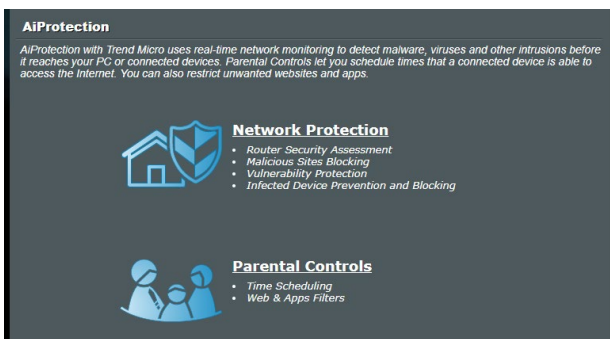 AiProtection
AiProtection with Trend Micro uses real-time network monitoring to detect malware, viruses and other intrusions before
it reaches your PC or connected devices. Parental Controls let you schedule times that a connected device is able to
access the Internet. You can also restrict unwanted websites and apps.
Network Protection
• Router Security Assessment
• Malicious Sites Blocking
• Vulnerability Protection
• Infected Device Prevention and Blocking
Parental Controls
• Time Scheduling
• Web & Apps Filters